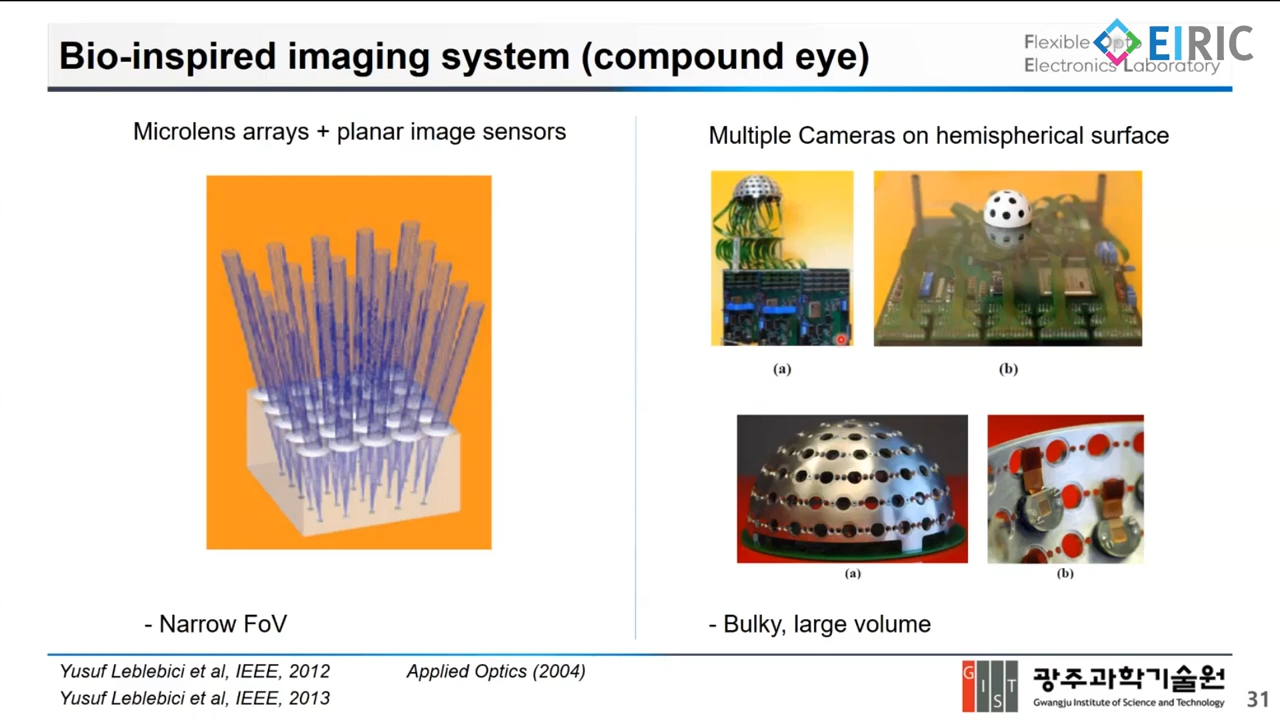 Bio-inspired imaging system (compound eye)
Flexible Opto
Electronics Laboratory
EIRIC
Microlens arrays + planar image sensors
Multiple Cameras on hemispherical surface
(a)
(b)
(a)
(b)
- Narrow FoV
- Bulky, large volume
Yusuf Leblebici et al, IEEE, 2012
Applied Optics (2004)
Yusuf Leblebici et al, IEEE, 2013
GIST
광주과학기술원
Gwangju Institute of Science and Technology
31